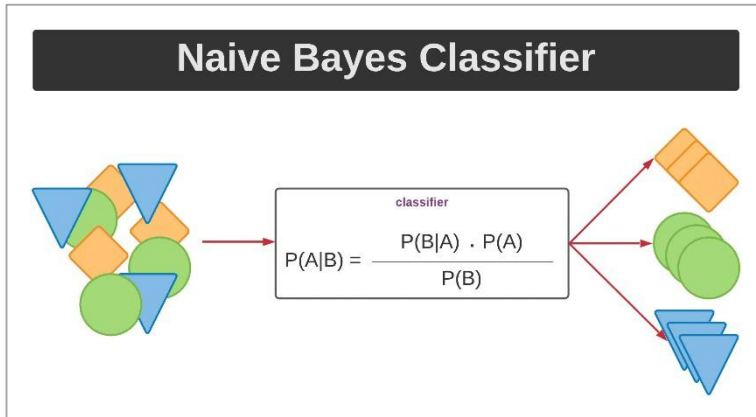 Naive Bayes Classifier
classifier
P(A|B) = P(B|A) . P(A)
P(B)